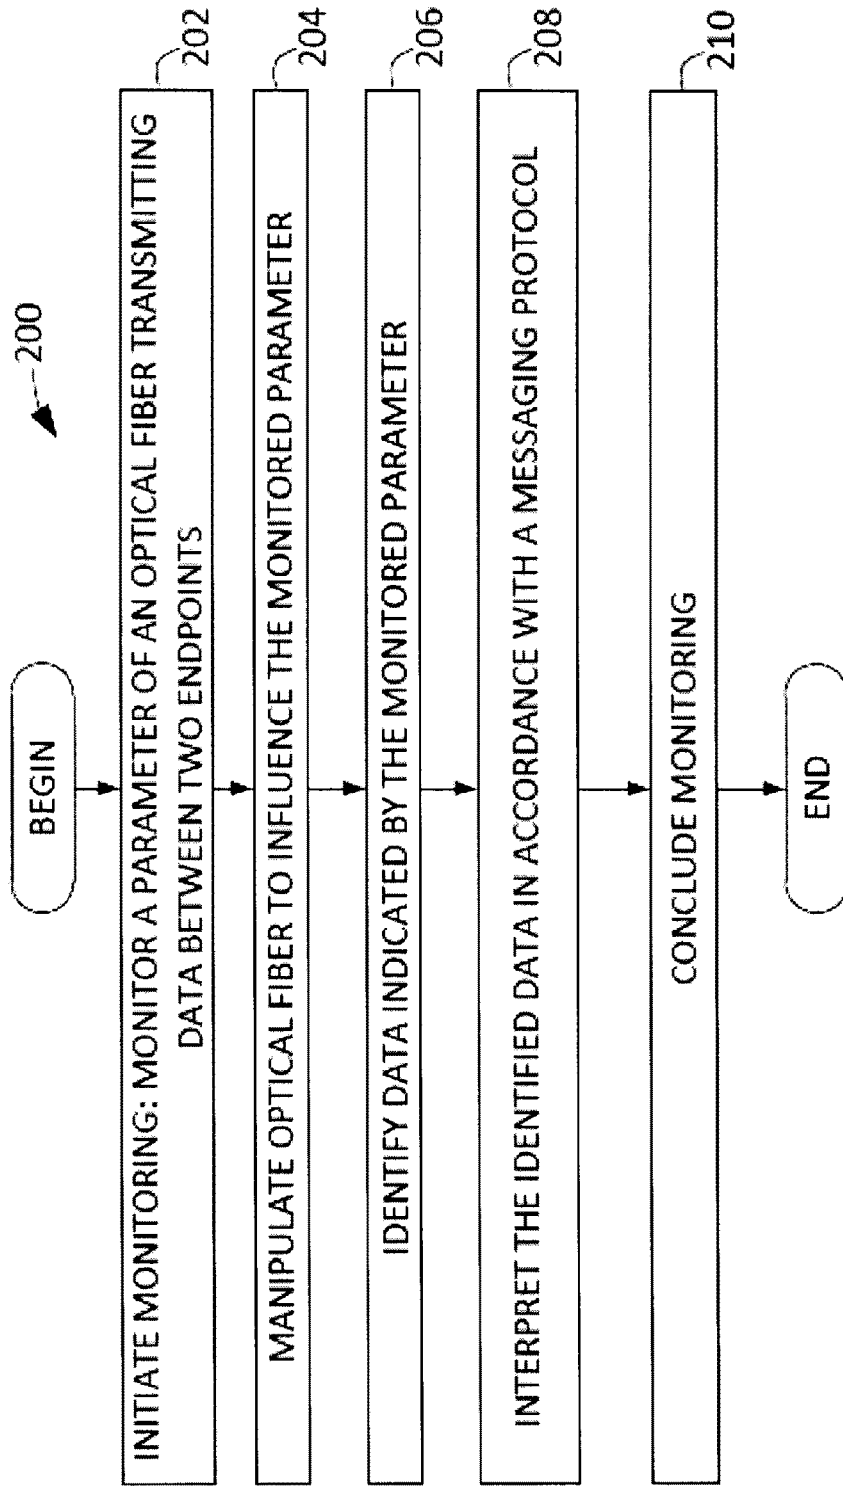 200
BEGIN
INITIATE MONITORING: MONITOR A PARAMETER OF AN OPTICAL FIBER TRANSMITTING
DATA BETWEEN TWO ENDPOINTS
202
MANIPULATE OPTICAL FIBER TO INFLUENCE THE MONITORED PARAMETER
204
IDENTIFY DATA INDICATED BY THE MONITORED PARAMETER
206
INTERPRET THE IDENTIFIED DATA IN ACCORDANCE WITH A MESSAGING PROTOCOL
208
CONCLUDE MONITORING
210
END